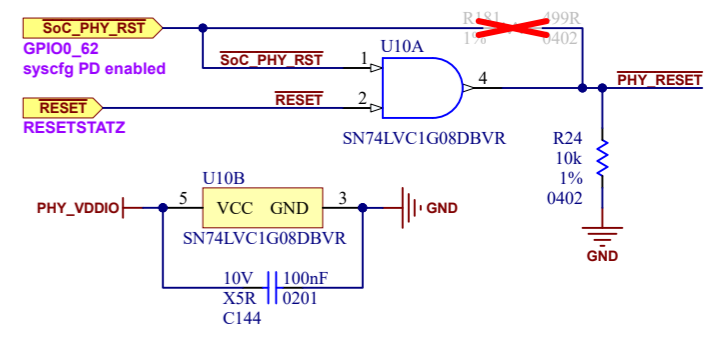 SoC_PHY_RST
GPIO0_62
syscfg PD enabled
R181 499R
1% 0402
U10A
SoC_PHY_RST 1
4
PHY_RESET
RESET
RESETSTATZ
RESET 2
SN74LVC1G08DBVR
R24
10k
1%
0402
GND
U10B
PHY_VDDIO 5 VCC GND 3 GND
SN74LVC1G08DBVR
10V 100nF
X5R 0201
C144